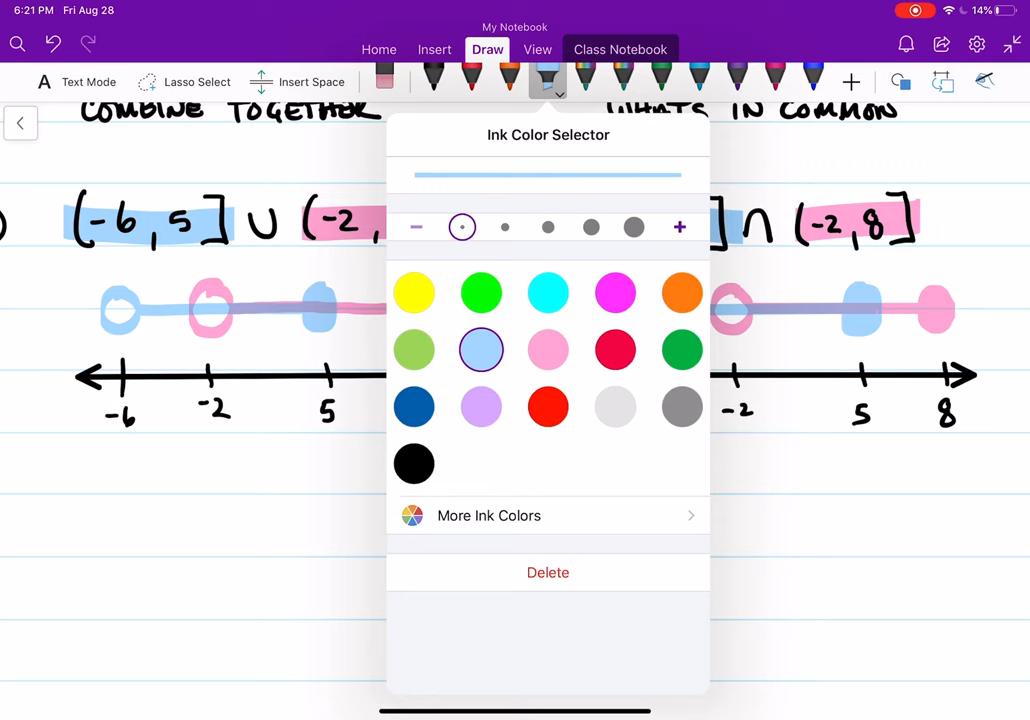 6:21 PM Fri Aug 28
14%
My Notebook
Home Insert Draw View Class Notebook
A Text Mode Lasso Select Insert Space
COMBINE TOGETHER WHATS IN COMMON
Ink Color Selector
(-6, 5] ∪ (-2, ] ∩ (-2, 8]
-6 -2 5 -2 5 8
More Ink Colors
Delete